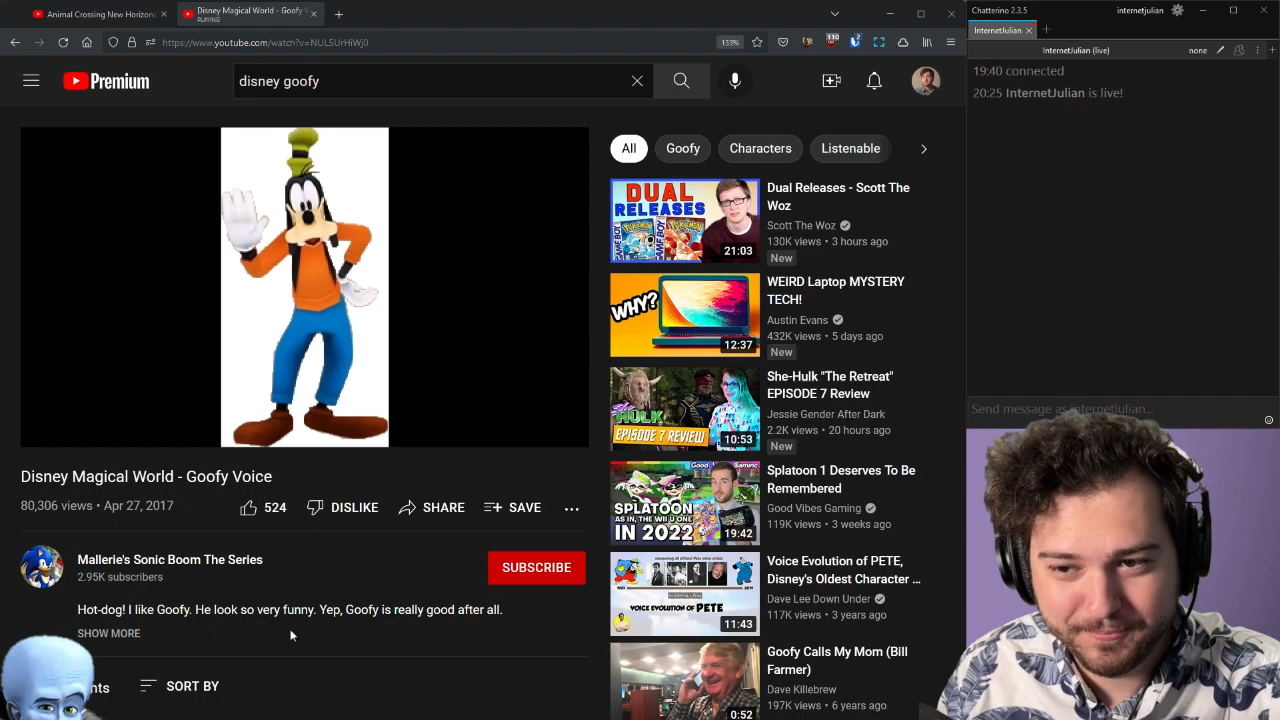 Animal Crossing New Horizons
Disney Magical World - Goofy V
PLAYING
https://www.youtube.com/watch?v=NUL5UrHiWj0
133%
110
Premium
disney goofy
Disney Magical World - Goofy Voice
80,306 views • Apr 27, 2017
524
DISLIKE
SHARE
SAVE
Mallerie's Sonic Boom The Series
2.95K subscribers
SUBSCRIBE
Hot-dog! I like Goofy. He look so very funny. Yep, Goofy is really good after all.
SHOW MORE
nts
SORT BY
All
Goofy
Characters
Listenable
DUAL
RELEASES
21:03
Dual Releases - Scott The
Woz
Scott The Woz
130K views • 3 hours ago
New
WHY?
12:37
WEIRD Laptop MYSTERY
TECH!
Austin Evans
432K views • 5 days ago
New
HULK
EPISODE 7 REVIEW
10:53
She-Hulk "The Retreat"
EPISODE 7 Review
Jessie Gender After Dark
2.2K views • 20 hours ago
New
SPLATOON
AS IN, THE WII U ONE
IN 2022
19:42
Splatoon 1 Deserves To Be
Remembered
Good Vibes Gaming
119K views • 3 weeks ago
VOICE EVOLUTION OF PETE
11:43
Voice Evolution of PETE,
Disney's Oldest Character ...
Dave Lee Down Under
117K views • 3 years ago
0:52
Goofy Calls My Mom (Bill
Farmer)
Dave Killebrew
197K views • 6 years ago
Chatterino 2.3.5
internetjulian
InternetJulian
InternetJulian (live)
none
19:40 connected
20:25 InternetJulian is live!
Send message as internetjulian...